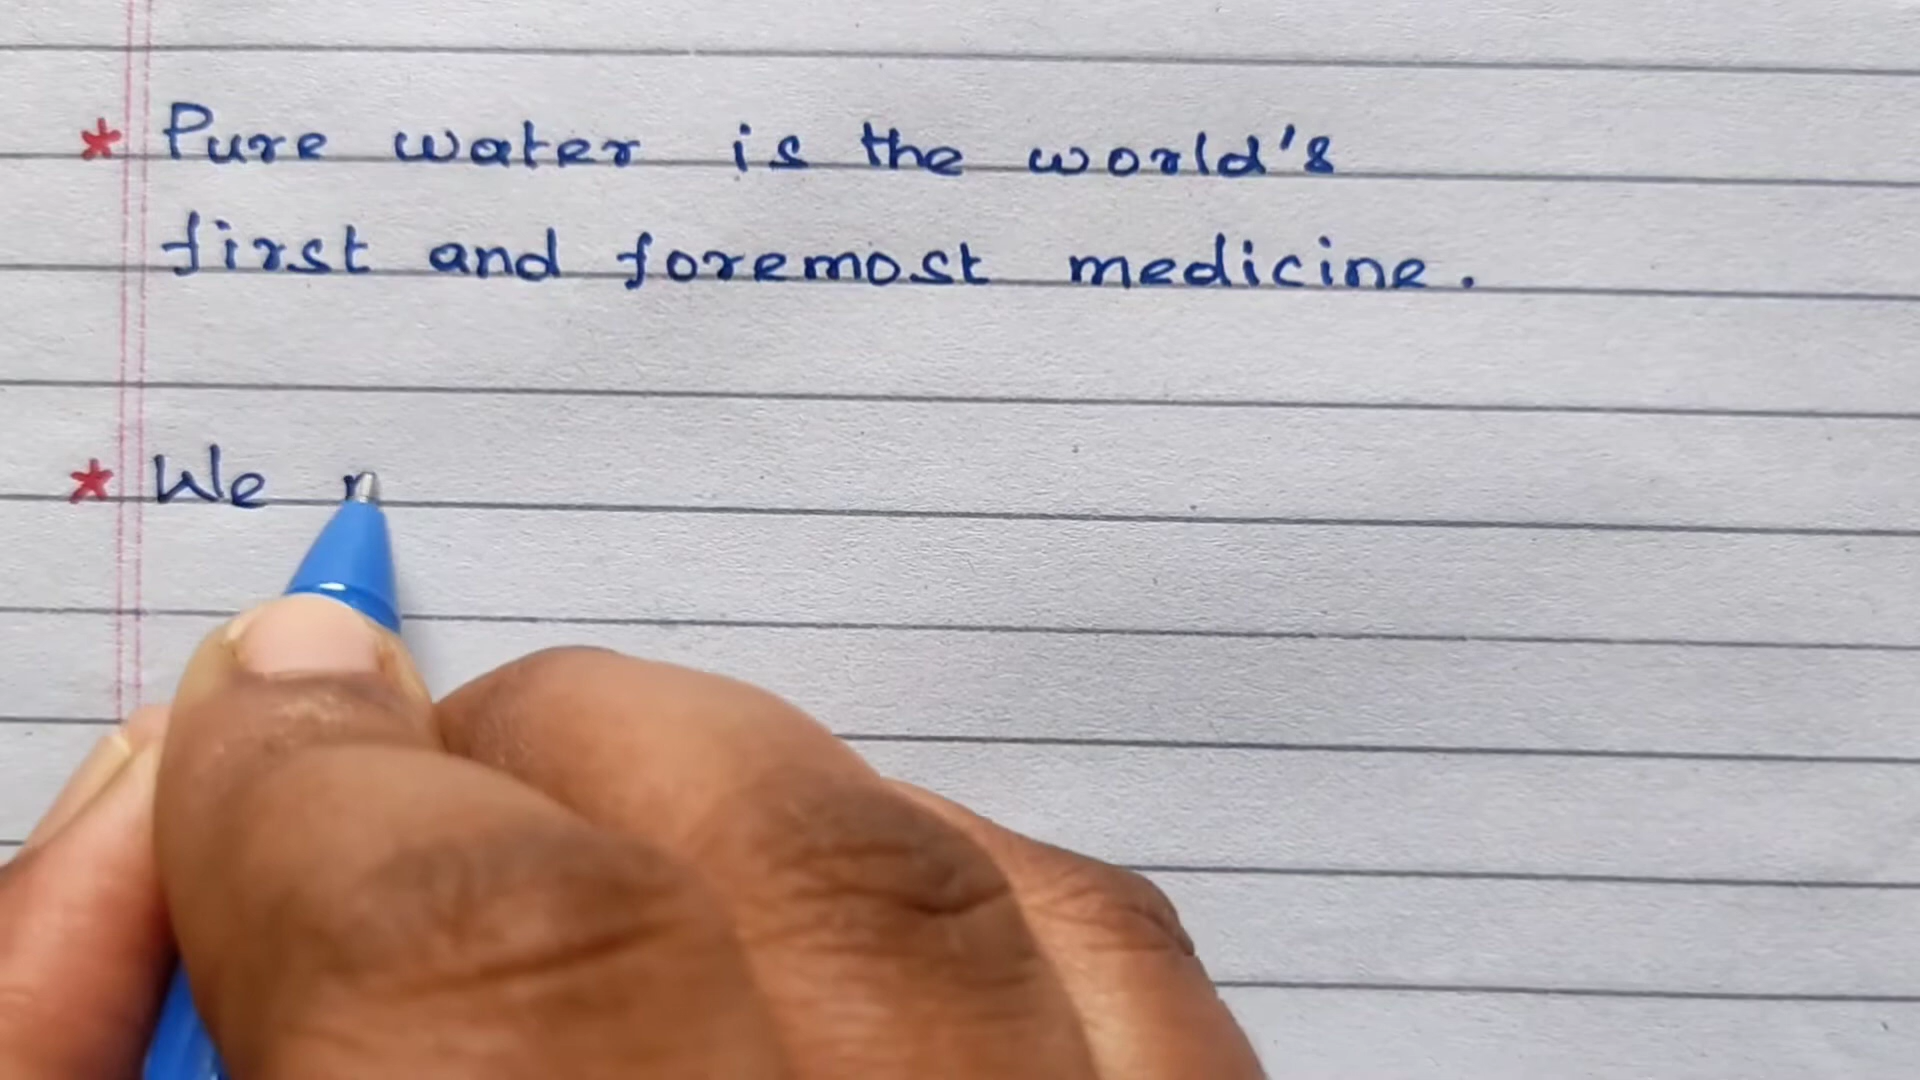 * Pure water is the world's
first and foremost medicine.
* We